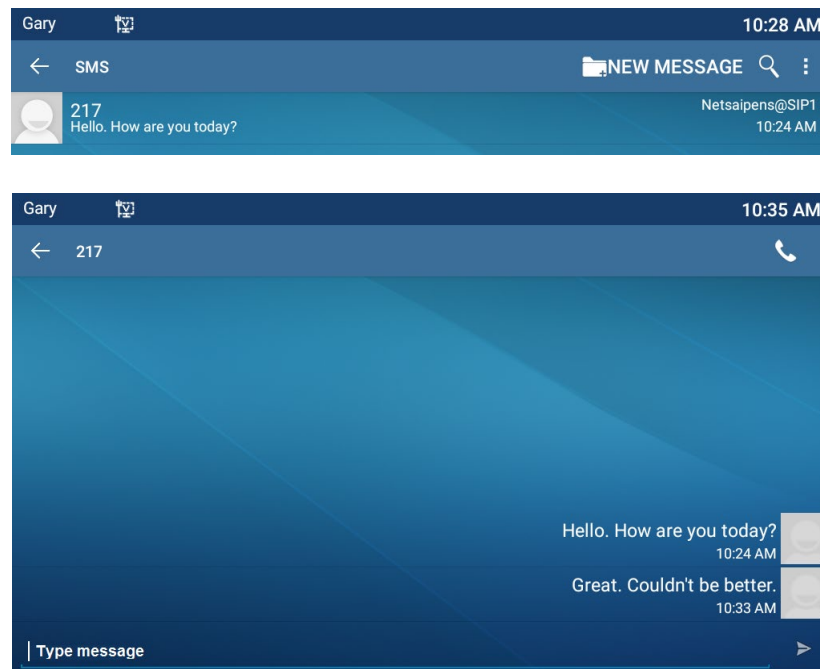 Gary 10:28 AM
SMS NEW MESSAGE
217 Netsaipens@SIP1
Hello. How are you today? 10:24 AM
Gary 10:35 AM
217
Hello. How are you today?
10:24 AM
Great. Couldn't be better.
10:33 AM
Type message